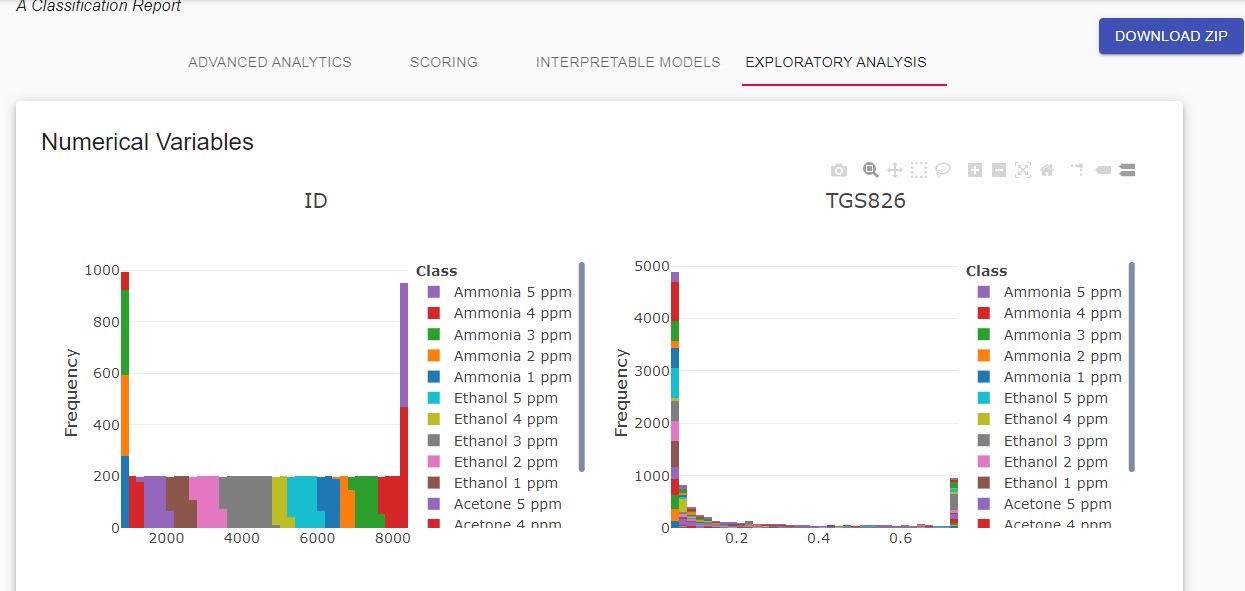 A Classification Report
DOWNLOAD ZIP
ADVANCED ANALYTICS
SCORING
INTERPRETABLE MODELS
EXPLORATORY ANALYSIS
Numerical Variables
ID
Frequency
1000
800
600
400
200
0
2000
4000
6000
8000
Class
Ammonia 5 ppm
Ammonia 4 ppm
Ammonia 3 ppm
Ammonia 2 ppm
Ammonia 1 ppm
Ethanol 5 ppm
Ethanol 4 ppm
Ethanol 3 ppm
Ethanol 2 ppm
Ethanol 1 ppm
Acetone 5 ppm
Acetone 4 ppm
TGS826
Frequency
5000
4000
3000
2000
1000
0
0.2
0.4
0.6
Class
Ammonia 5 ppm
Ammonia 4 ppm
Ammonia 3 ppm
Ammonia 2 ppm
Ammonia 1 ppm
Ethanol 5 ppm
Ethanol 4 ppm
Ethanol 3 ppm
Ethanol 2 ppm
Ethanol 1 ppm
Acetone 5 ppm
Acetone 4 ppm